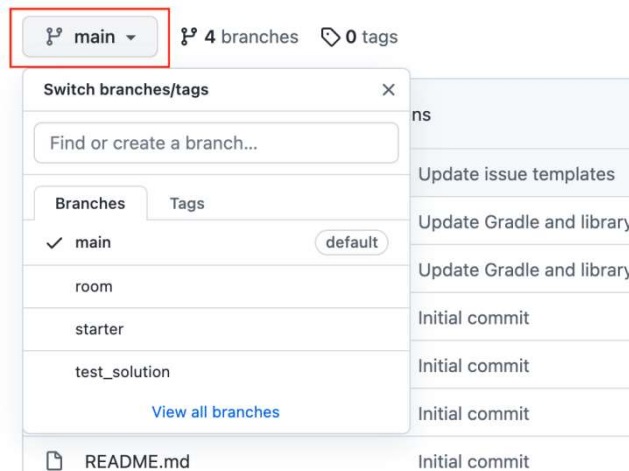 main 4 branches 0 tags
Switch branches/tags
ns
Find or create a branch...
Update issue templates
Branches Tags
Update Gradle and library
main default
Update Gradle and library
room
Initial commit
starter
Initial commit
test_solution
View all branches
Initial commit
README.md Initial commit